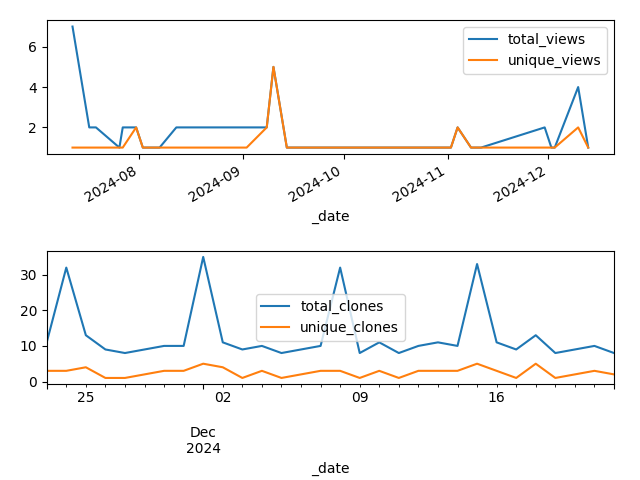 total_views
unique_views
6
4
2
2024-08
2024-09
2024-10
2024-11
2024-12
_date
total_clones
unique_clones
30
20
10
0
25
02
09
16
Dec
2024
_date